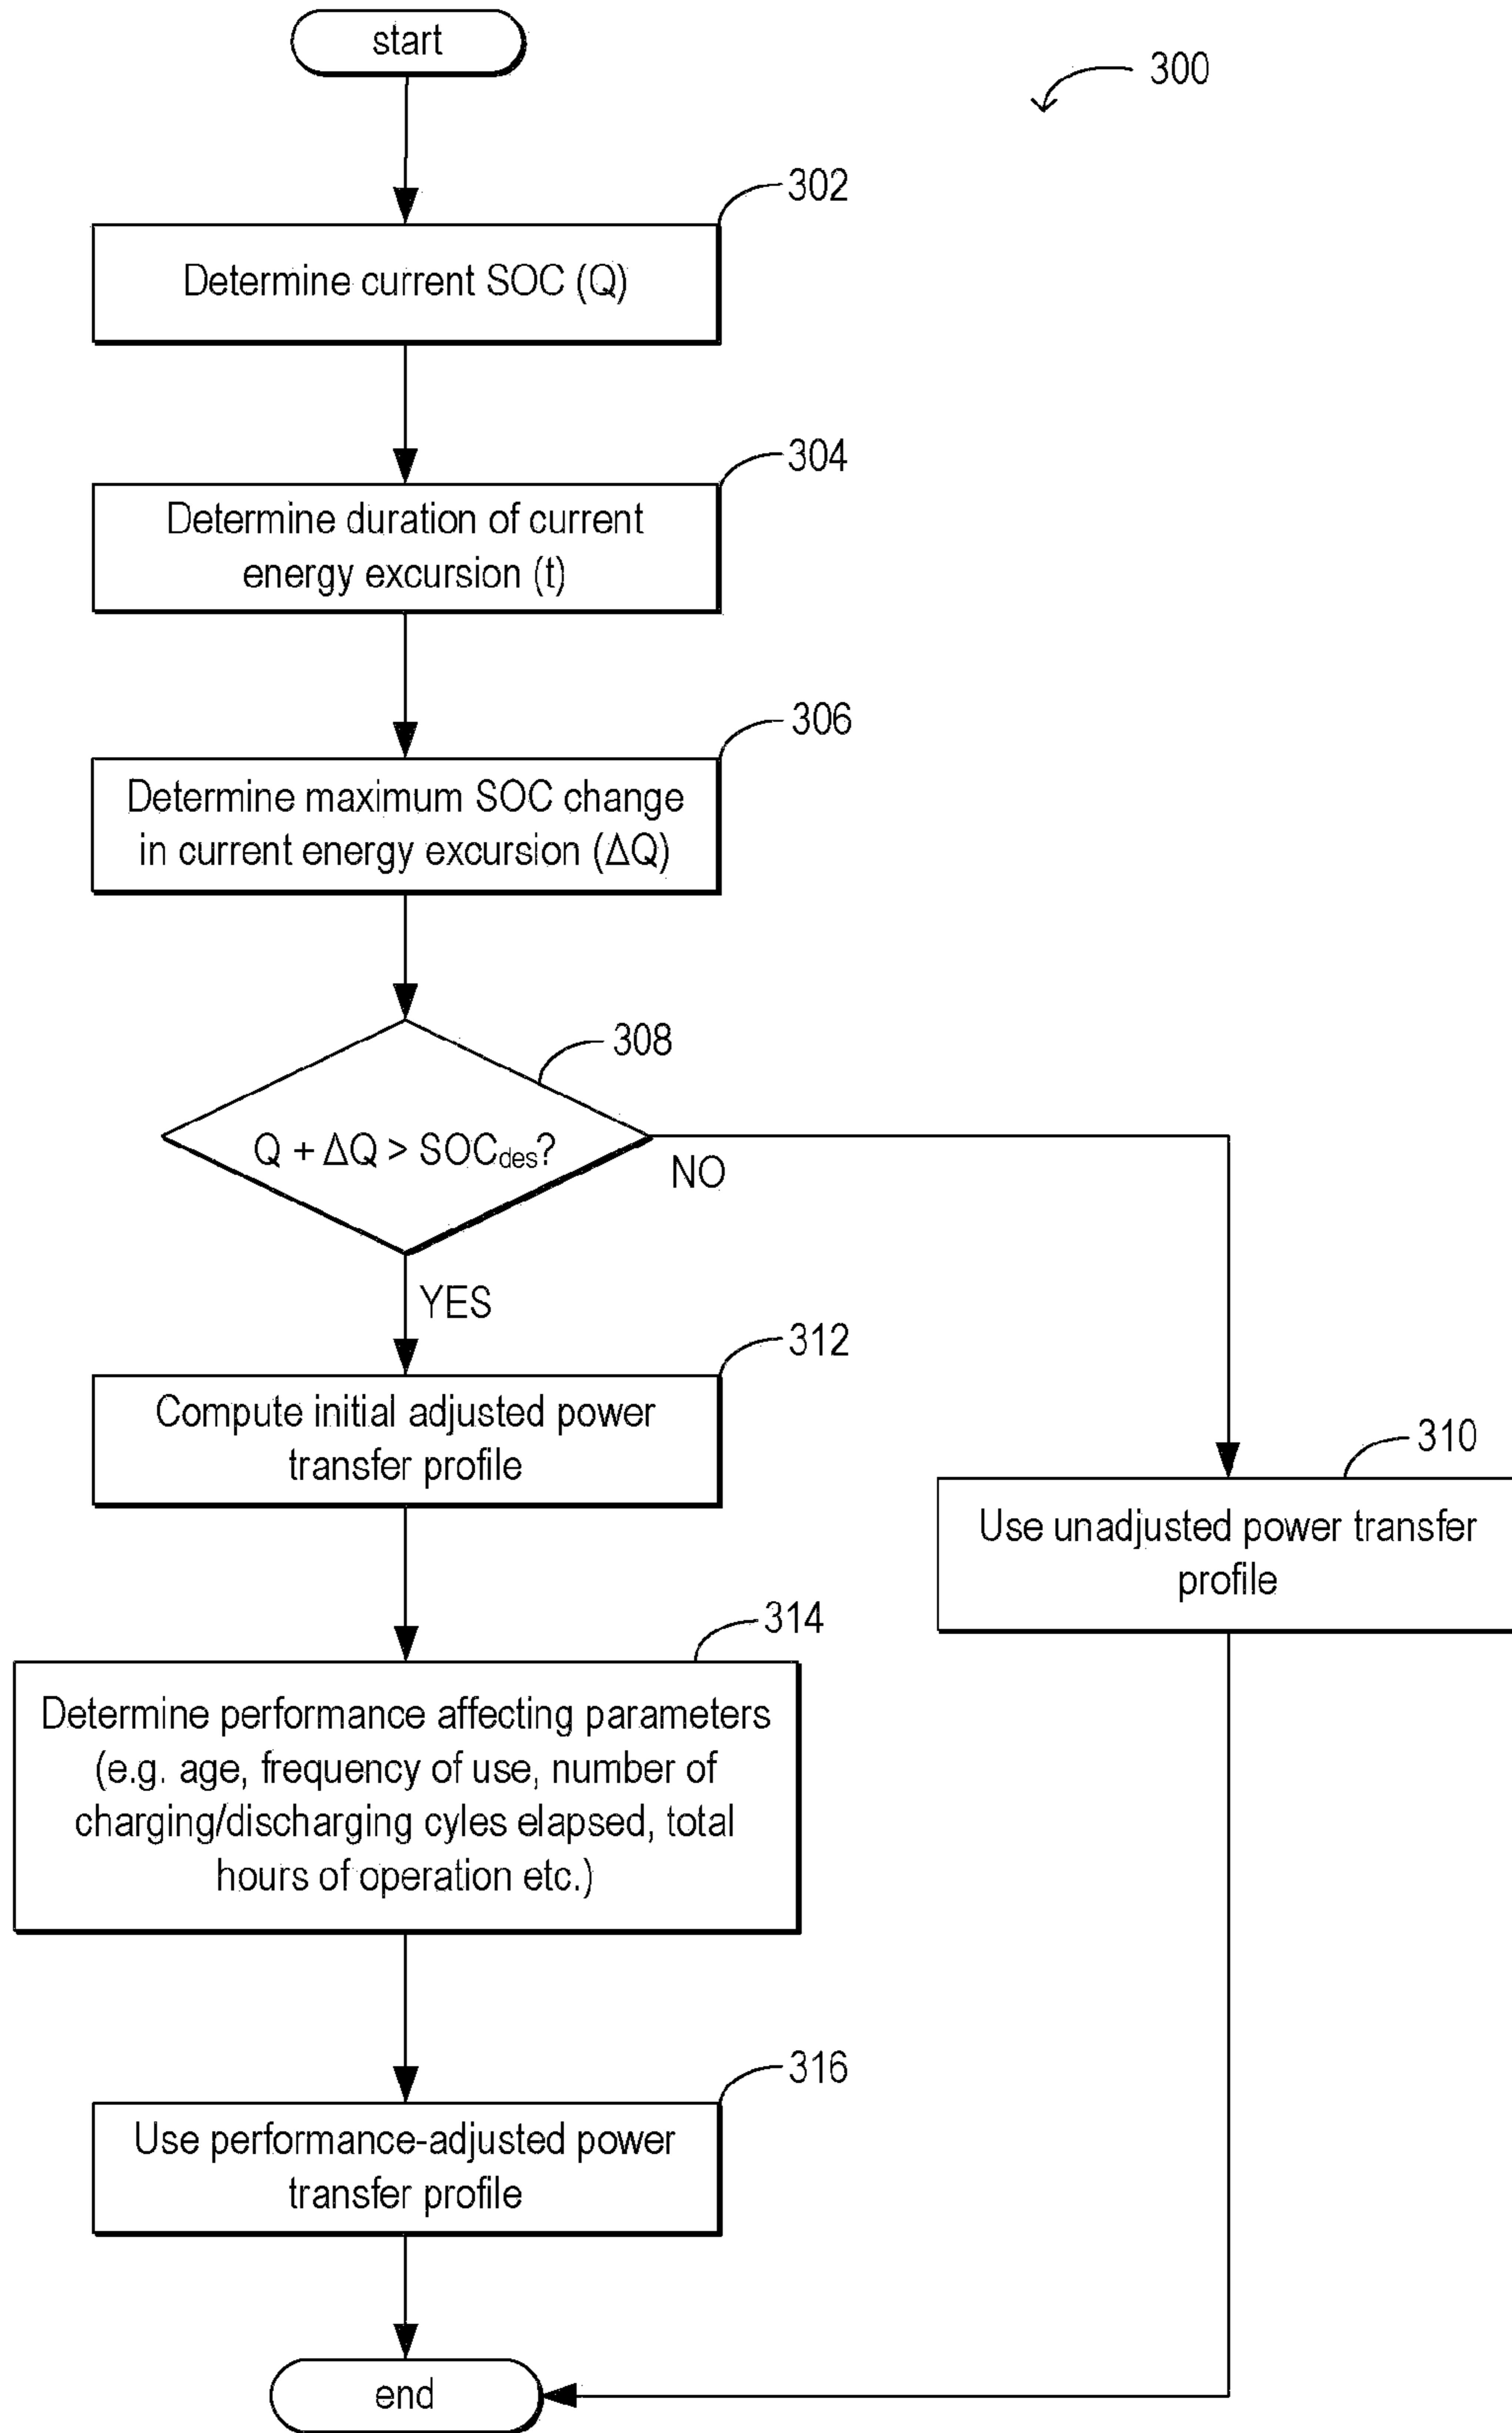 start
300
302
Determine current SOC (Q)
304
Determine duration of current
energy excursion (t)
306
Determine maximum SOC change
in current energy excursion (ΔQ)
308
Q + ΔQ > SOCdes?
NO
YES
312
Compute initial adjusted power
transfer profile
310
Use unadjusted power transfer
profile
314
Determine performance affecting parameters
(e.g. age, frequency of use, number of
charging/discharging cyles elapsed, total
hours of operation etc.)
316
Use performance-adjusted power
transfer profile
end